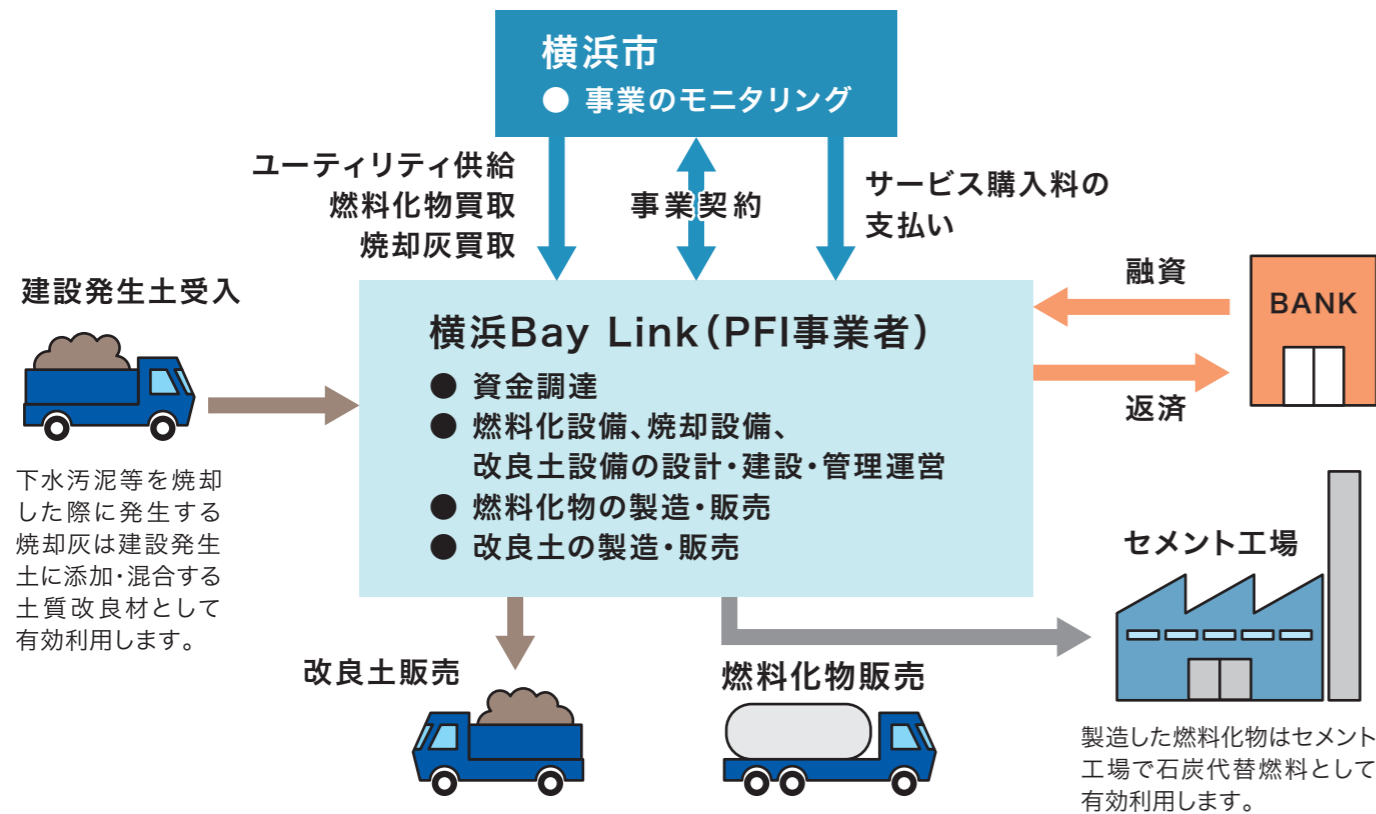 横浜市
● 事業のモニタリング
ユーティリティ供給
燃料化物買取
焼却灰買取
事業契約
サービス購入料の
支払い
建設発生土受入
下水汚泥等を焼却
した際に発生する
焼却灰は建設発生
土に添加・混合する
土質改良材として
有効利用します。
横浜Bay Link（PFI事業者）
● 資金調達
● 燃料化設備、焼却設備、
改良土設備の設計・建設・管理運営
● 燃料化物の製造・販売
● 改良土の製造・販売
融資
BANK
返済
セメント工場
製造した燃料化物はセメント
工場で石炭代替燃料として
有効利用します。
改良土販売
燃料化物販売